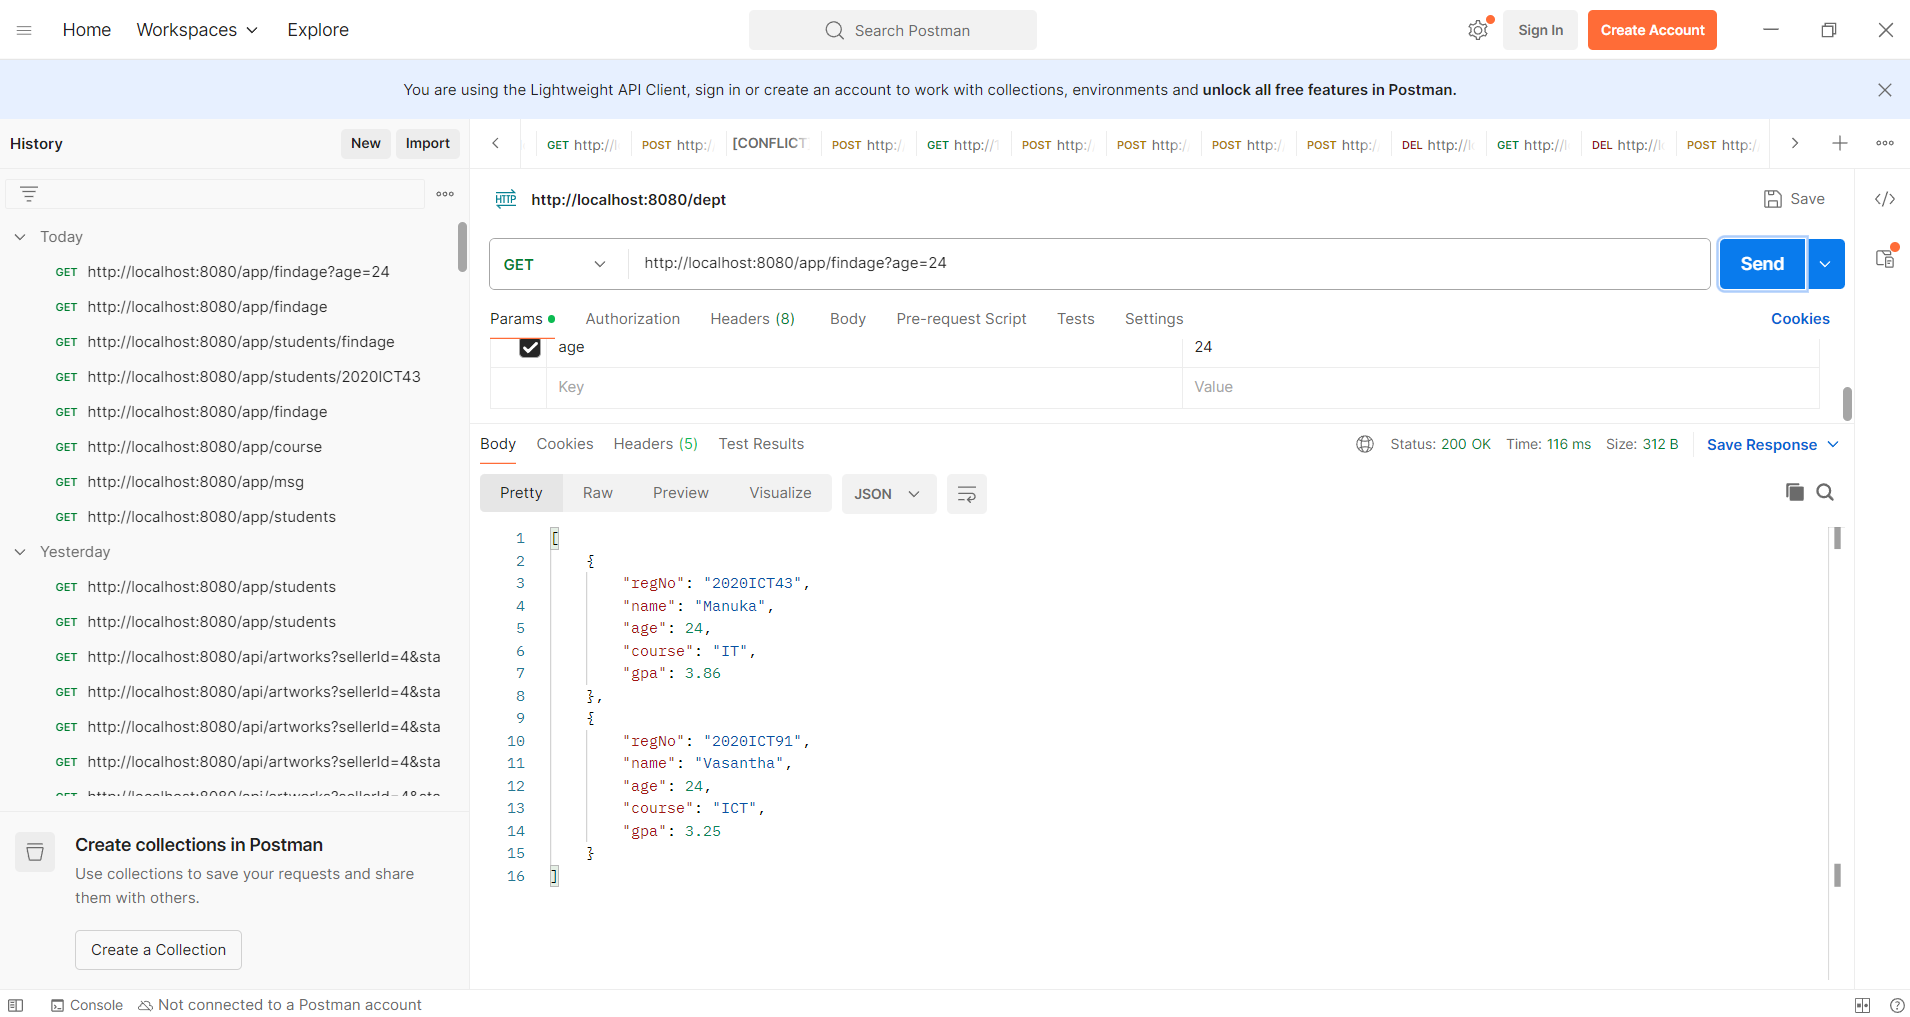 Home Workspaces Explore Search Postman Sign In Create Account
You are using the Lightweight API Client, sign in or create an account to work with collections, environments and unlock all free features in Postman.
History New Import
GET http://l POST http:/ [CONFLICT POST http:/ GET http://1 POST http:/ POST http:/ POST http:/ POST http:/ DEL http://l GET http://l DEL http://l POST http:/
HTTP http://localhost:8080/dept Save
GET http://localhost:8080/app/findage?age=24 Send
Params Authorization Headers (8) Body Pre-request Script Tests Settings Cookies
age 24
Key Value
Body Cookies Headers (5) Test Results Status: 200 OK Time: 116 ms Size: 312 B Save Response
Pretty Raw Preview Visualize JSON
1 [
2 {
3 "regNo": "2020ICT43",
4 "name": "Manuka",
5 "age": 24,
6 "course": "IT",
7 "gpa": 3.86
8 },
9 {
10 "regNo": "2020ICT91",
11 "name": "Vasantha",
12 "age": 24,
13 "course": "ICT",
14 "gpa": 3.25
15 }
16 ]
Today
GET http://localhost:8080/app/findage?age=24
GET http://localhost:8080/app/findage
GET http://localhost:8080/app/students/findage
GET http://localhost:8080/app/students/2020ICT43
GET http://localhost:8080/app/findage
GET http://localhost:8080/app/course
GET http://localhost:8080/app/msg
GET http://localhost:8080/app/students
Yesterday
GET http://localhost:8080/app/students
GET http://localhost:8080/app/students
GET http://localhost:8080/api/artworks?sellerId=4&sta
GET http://localhost:8080/api/artworks?sellerId=4&sta
GET http://localhost:8080/api/artworks?sellerId=4&sta
GET http://localhost:8080/api/artworks?sellerId=4&sta
GET http://localhost:8080/api/artworks?sellerId=4&sta
Create collections in Postman
Use collections to save your requests and share
them with others.
Create a Collection
Console Not connected to a Postman account